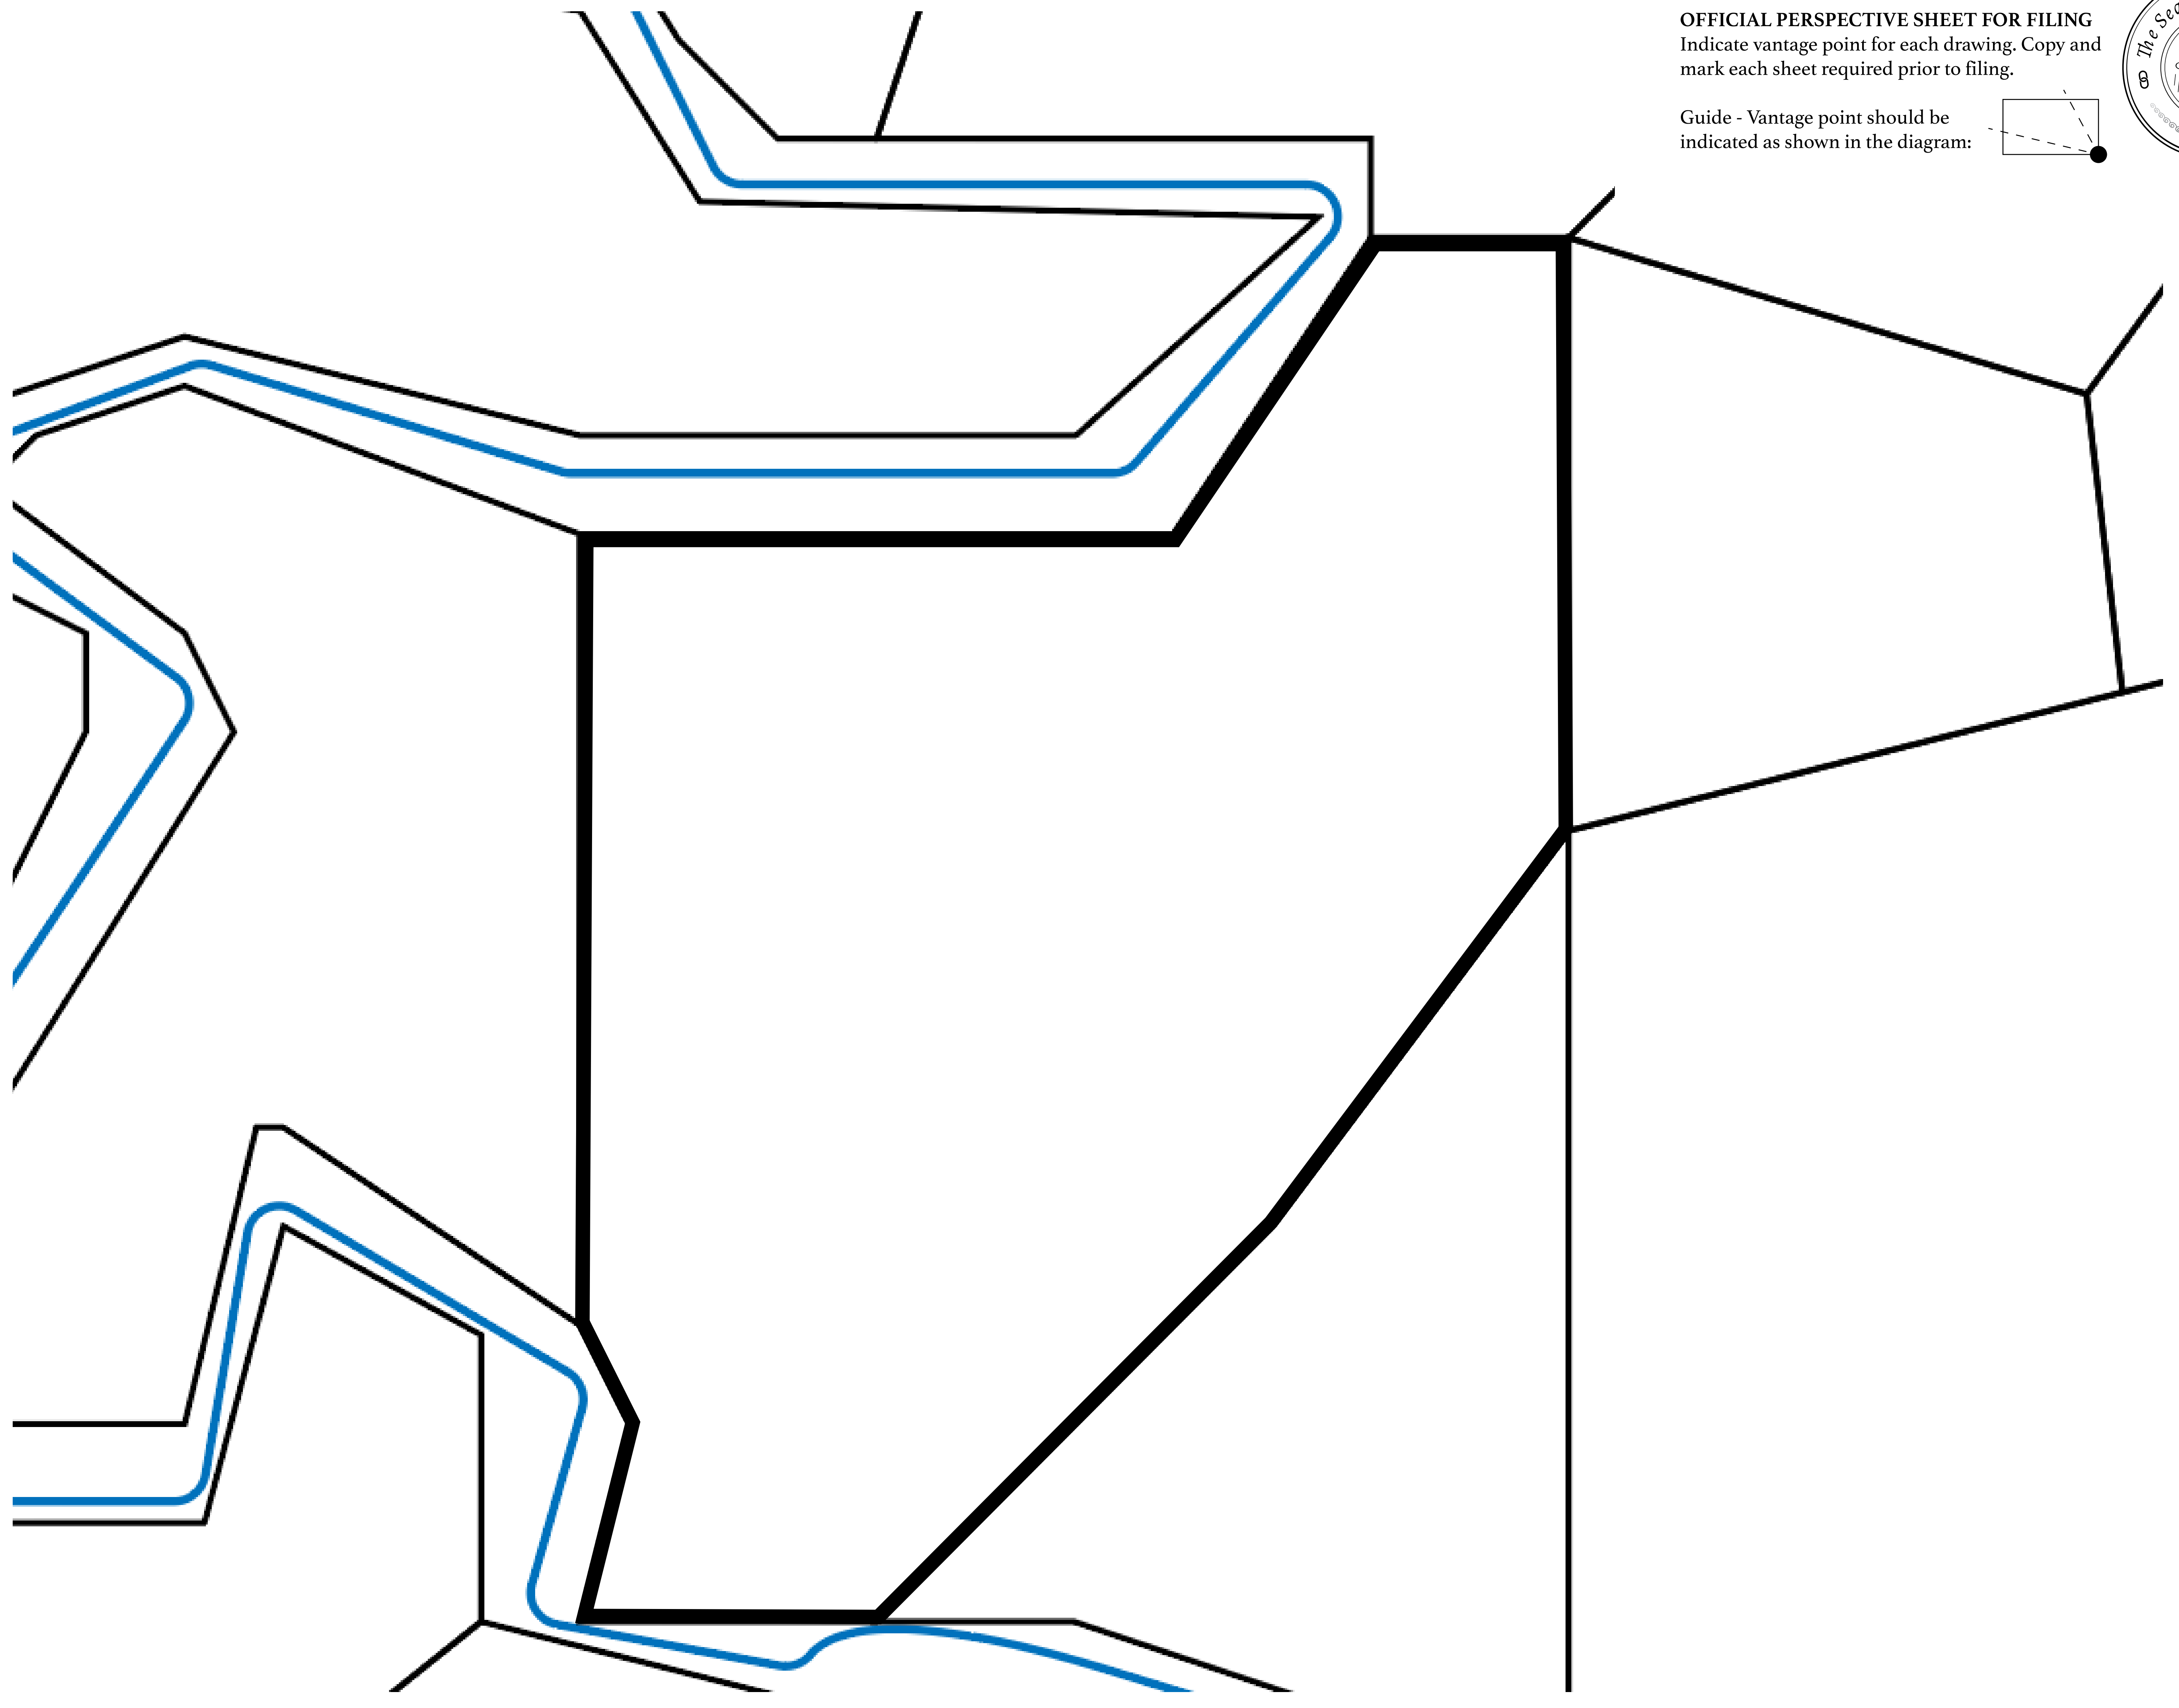 OFFICIAL PERSPECTIVE SHEET FOR FILING
Indicate vantage point for each drawing. Copy and
mark each sheet required prior to filing.
Guide - Vantage point should be
indicated as shown in the diagram:
The